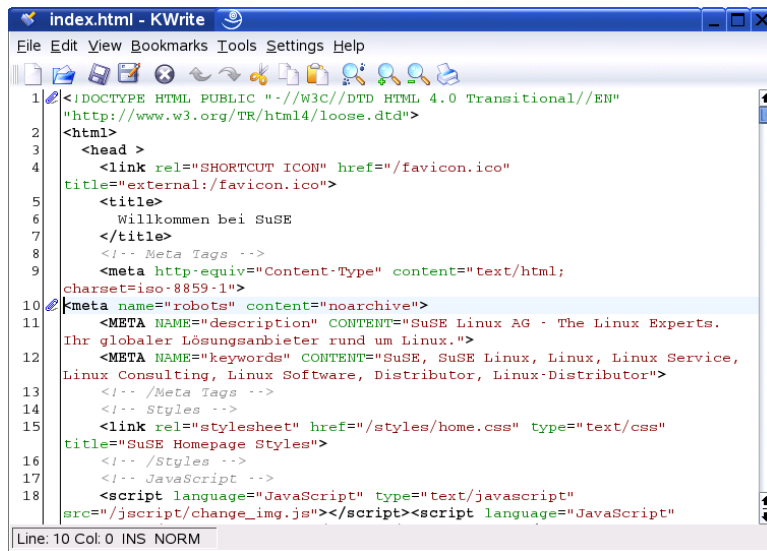 index.html - KWrite
File Edit View Bookmarks Tools Settings Help
1 <!DOCTYPE HTML PUBLIC "-//W3C//DTD HTML 4.0 Transitional//EN"
"http://www.w3.org/TR/html4/loose.dtd">
2 <html>
3 <head >
4 <link rel="SHORTCUT ICON" href="/favicon.ico"
title="external:/favicon.ico">
5 <title>
6 Willkommen bei SuSE
7 </title>
8 <!-- Meta Tags -->
9 <meta http-equiv="Content-Type" content="text/html;
charset=iso-8859-1">
10 <meta name="robots" content="noarchive">
11 <META NAME="description" CONTENT="SuSE Linux AG - The Linux Experts.
Ihr globaler Lösungsanbieter rund um Linux.">
12 <META NAME="keywords" CONTENT="SuSE, SuSE Linux, Linux, Linux Service,
Linux Consulting, Linux Software, Distributor, Linux-Distributor">
13 <!-- /Meta Tags -->
14 <!-- Styles -->
15 <link rel="stylesheet" href="/styles/home.css" type="text/css"
title="SuSE Homepage Styles">
16 <!-- /Styles -->
17 <!-- JavaScript -->
18 <script language="JavaScript" type="text/javascript"
src="/jscript/change_img.js"></script><script language="JavaScript"
Line: 10 Col: 0 INS NORM